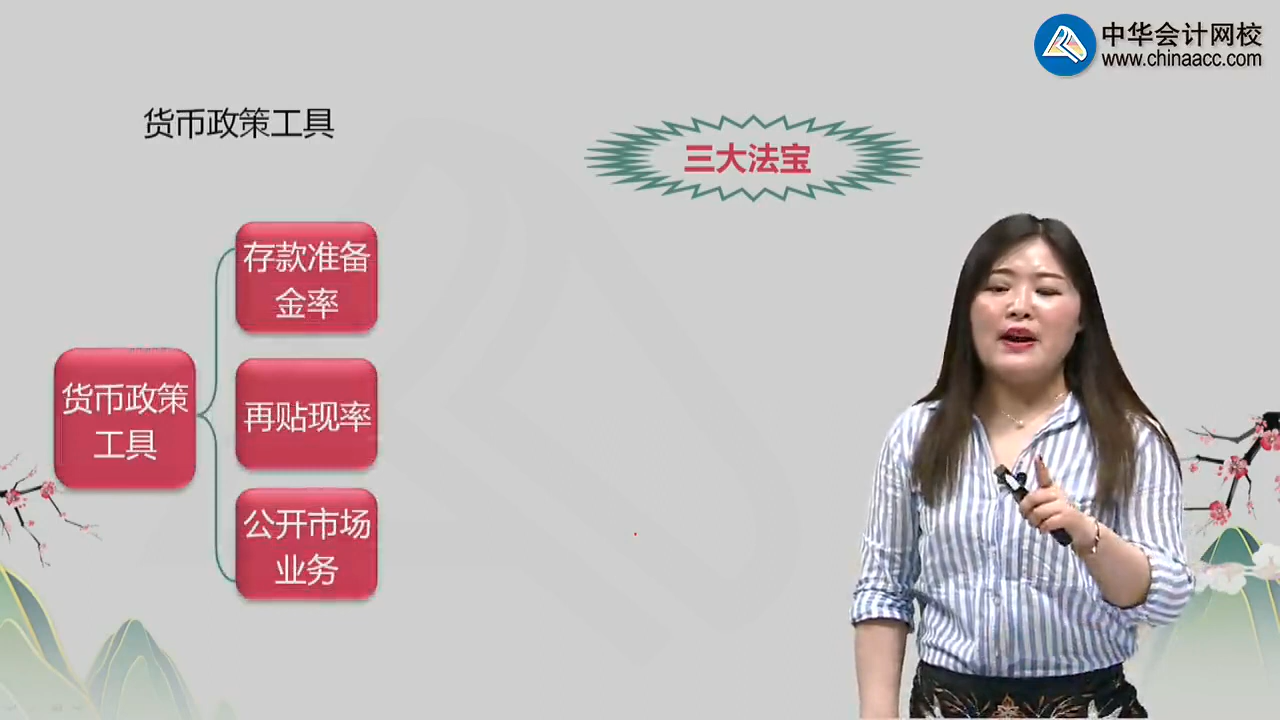 中华会计网校
www.chinaacc.com
货币政策工具
三大法宝
存款准备
金率
货币政策
工具
再贴现率
公开市场
业务